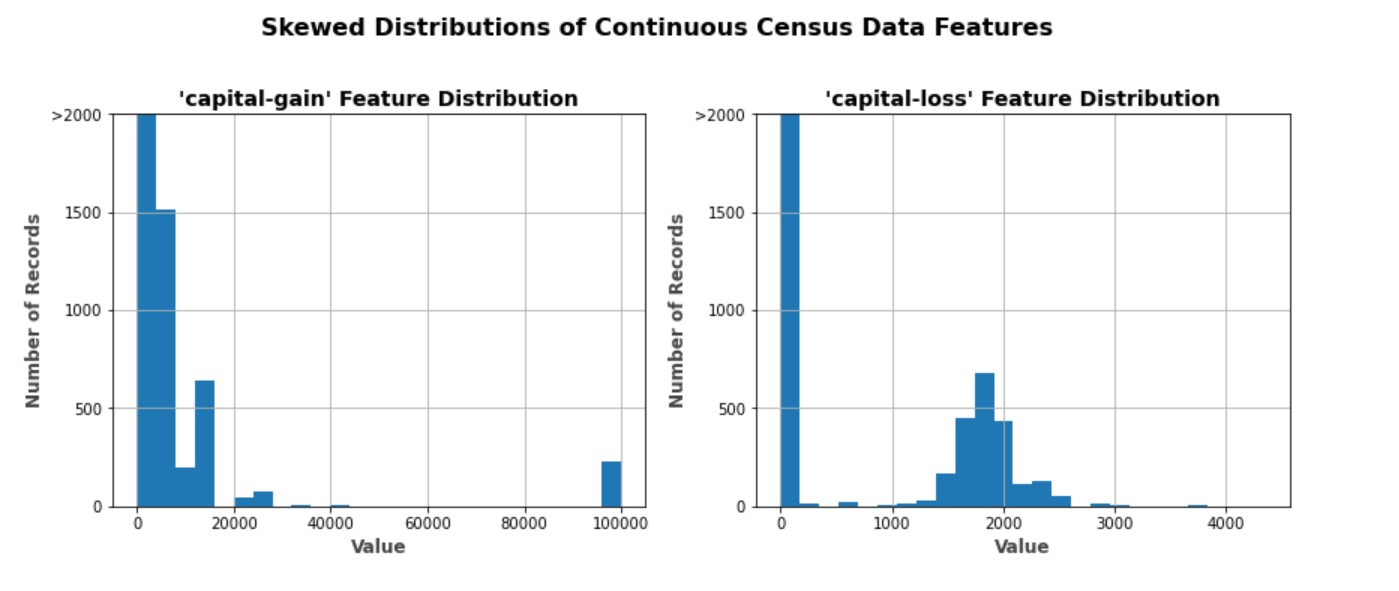 Skewed Distributions of Continuous Census Data Features
'capital-gain' Feature Distribution
>2000
1500
1000
500
0
Number of Records
0 20000 40000 60000 80000 100000
Value
'capital-loss' Feature Distribution
>2000
1500
1000
500
0
Number of Records
0 1000 2000 3000 4000
Value